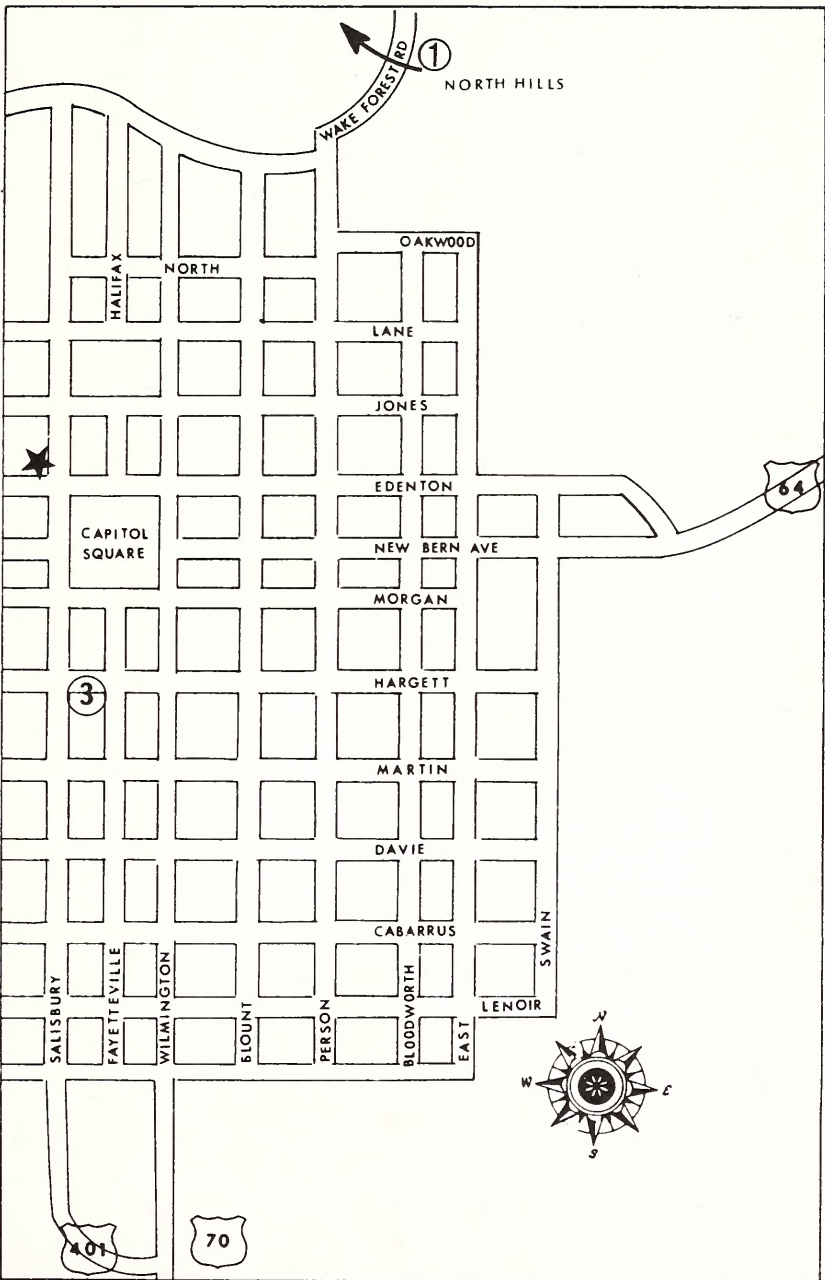 1
WAKE FOREST RD
NORTH HILLS
OAKWOOD
HALIFAX
NORTH
LANE
JONES
EDENTON
64
CAPITOL
SQUARE
NEW BERN AVE
MORGAN
3
HARGETT
MARTIN
DAVIE
CABARRUS
SWAIN
SALISBURY
FAYETTEVILLE
WILMINGTON
BLOUNT
PERSON
BLOODWORTH
EAST
LENOIR
N
W
E
S
401
70